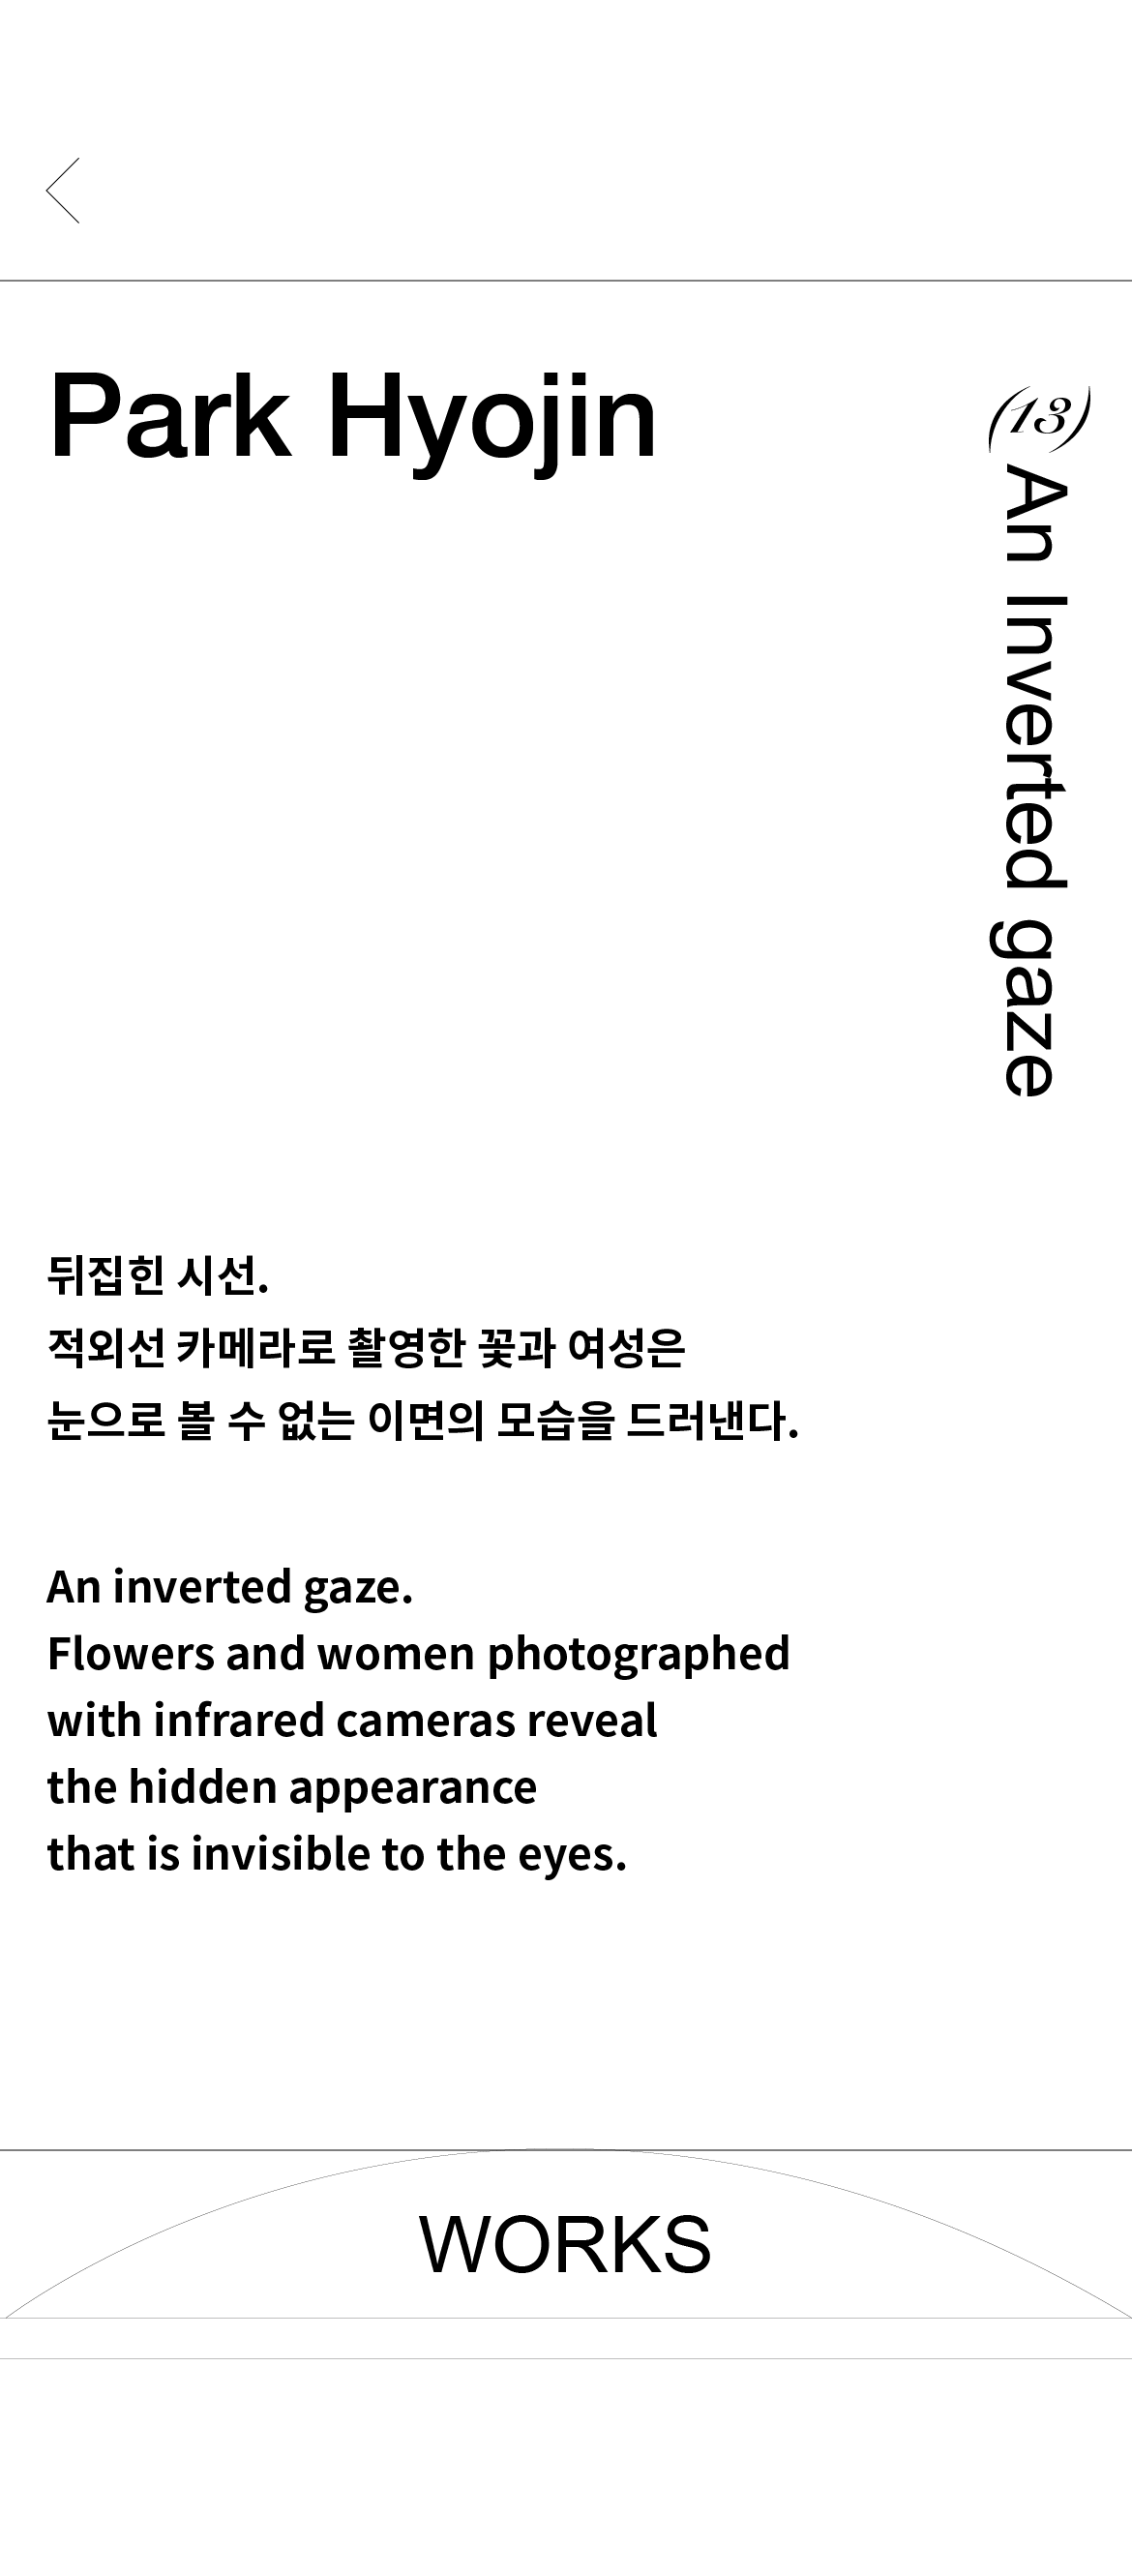 Park Hyojin
(13) An Inverted gaze
뒤집힌 시선.
적외선 카메라로 촬영한 꽃과 여성은
눈으로 볼 수 없는 이면의 모습을 드러낸다.
An inverted gaze.
Flowers and women photographed
with infrared cameras reveal
the hidden appearance
that is invisible to the eyes.
WORKS